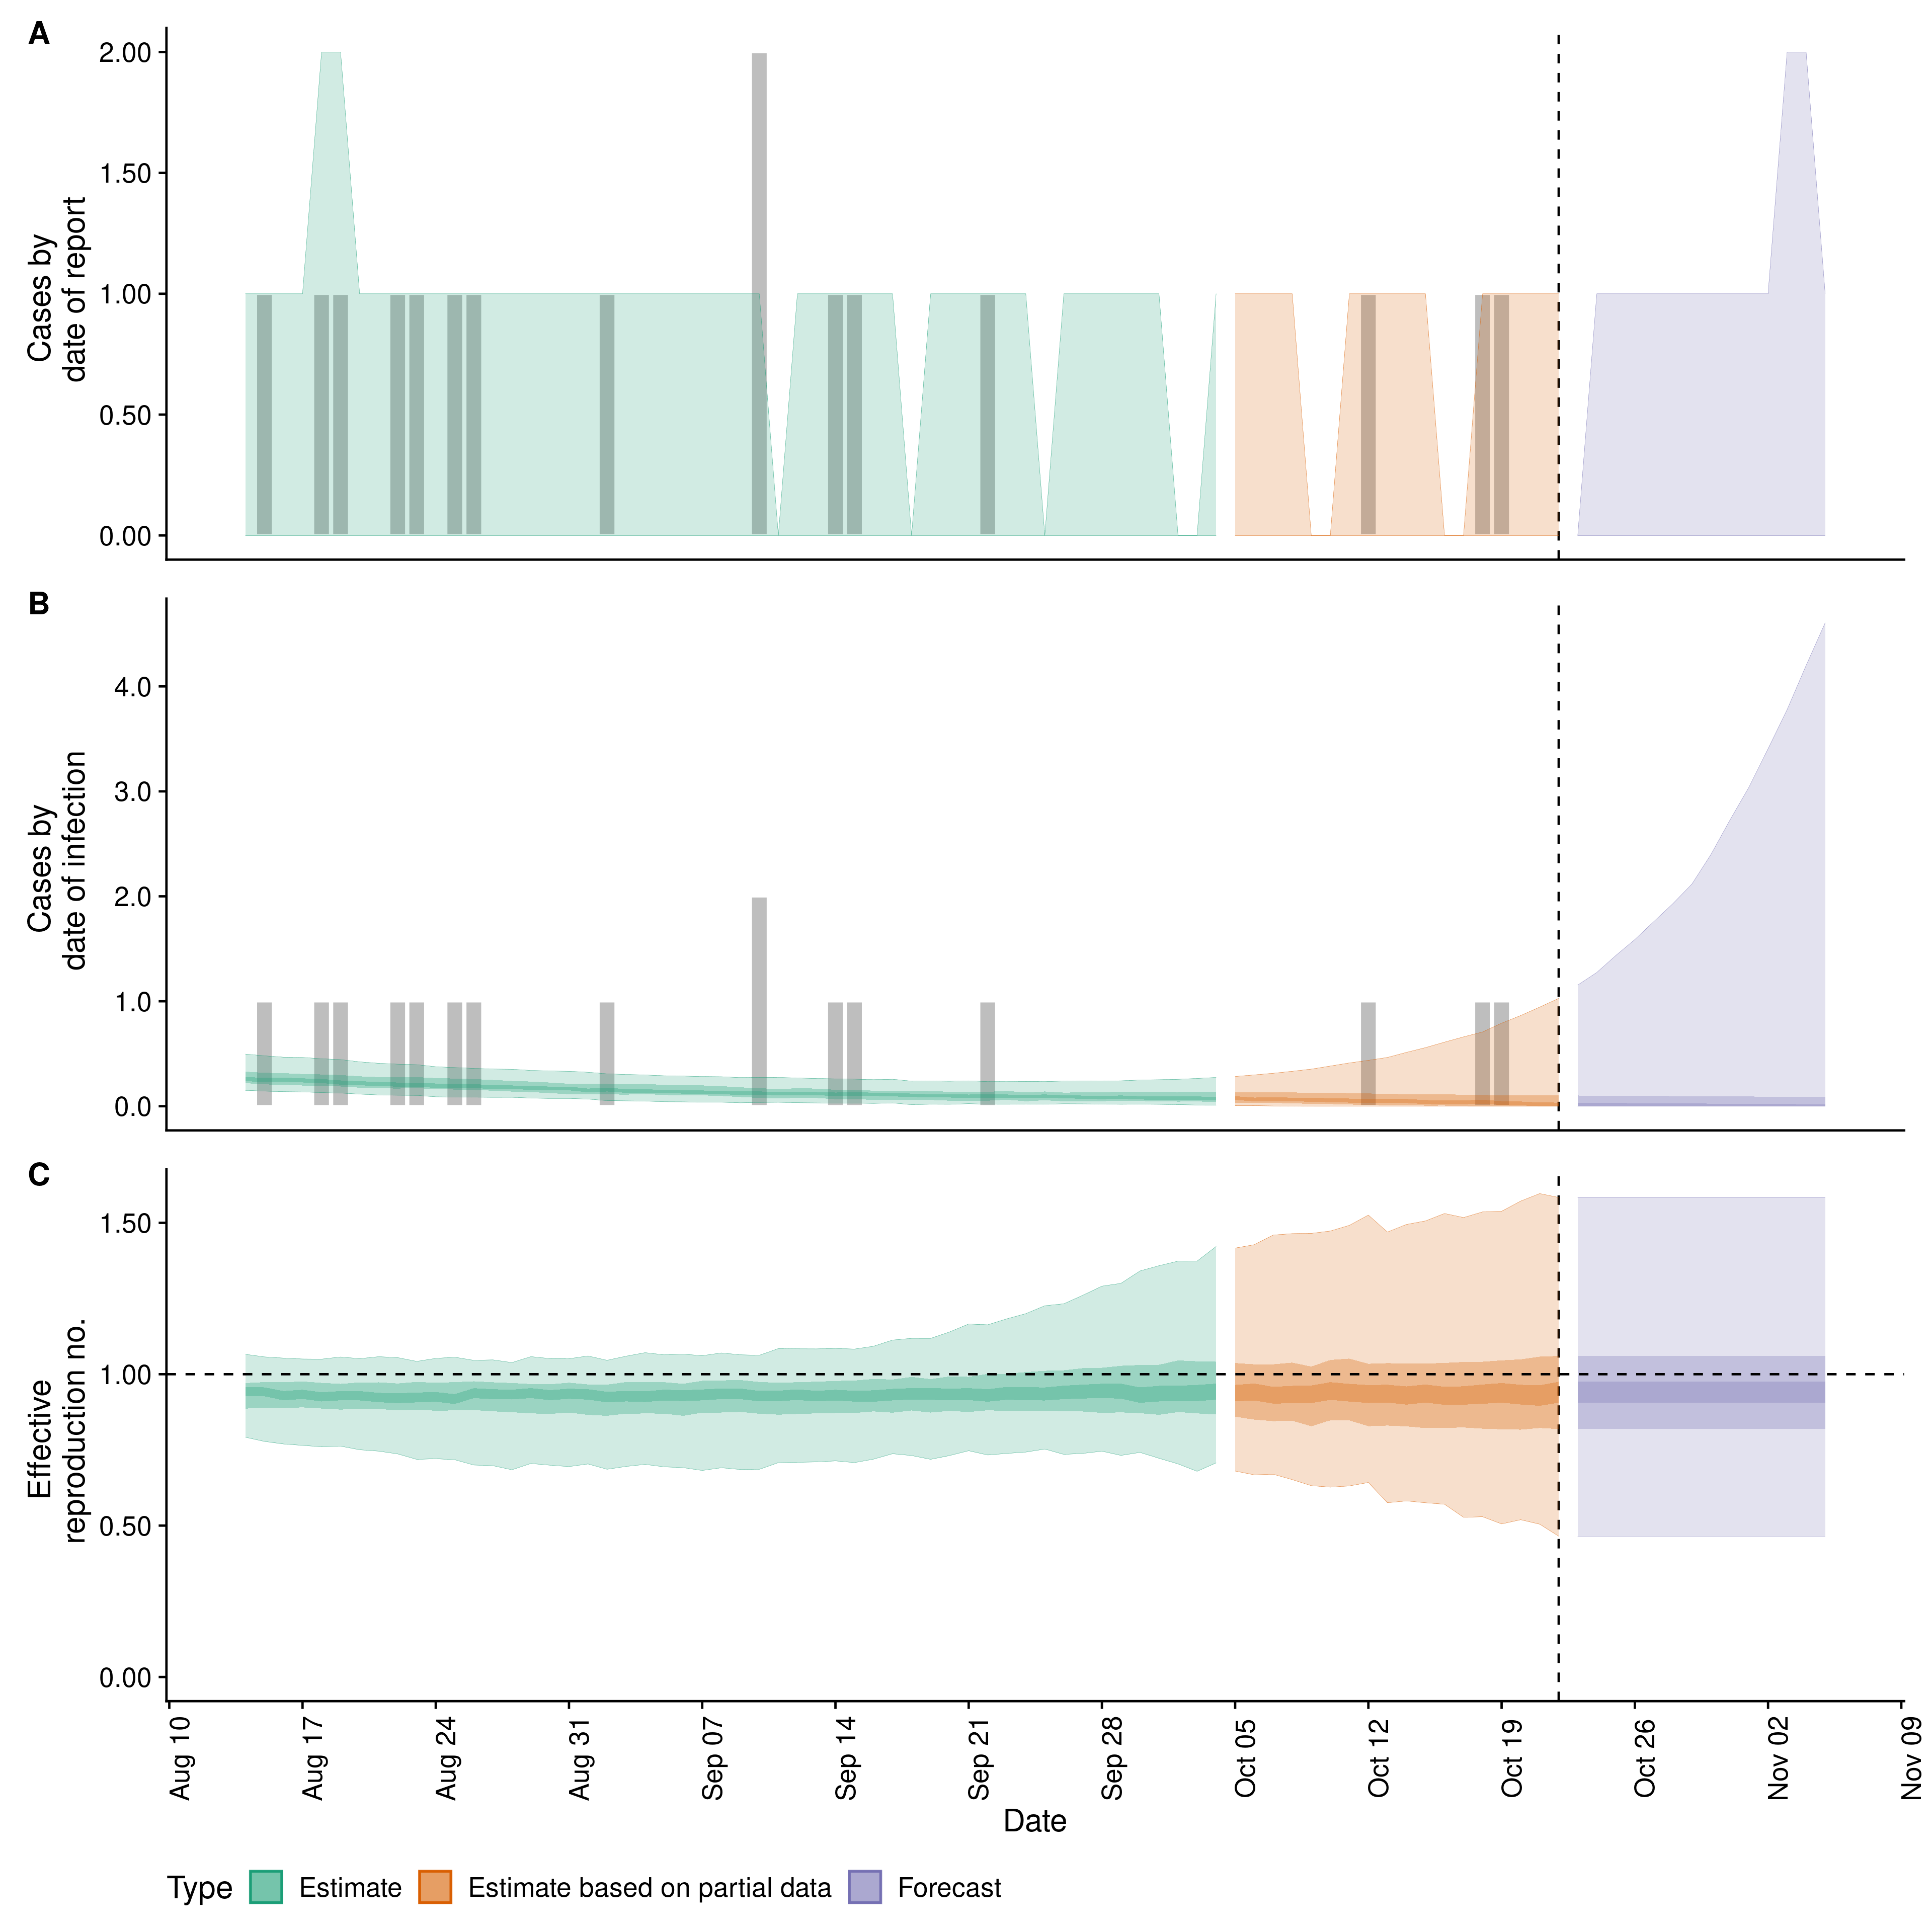 A
Cases by
date of report
2.00
1.50
1.00
0.50
0.00
B
Cases by
date of infection
4.0
3.0
2.0
1.0
0.0
C
Effective
reproduction no.
1.50
1.00
0.50
0.00
Aug 10
Aug 17
Aug 24
Aug 31
Sep 07
Sep 14
Sep 21
Sep 28
Oct 05
Oct 12
Oct 19
Oct 26
Nov 02
Nov 09
Date
Type Estimate Estimate based on partial data Forecast